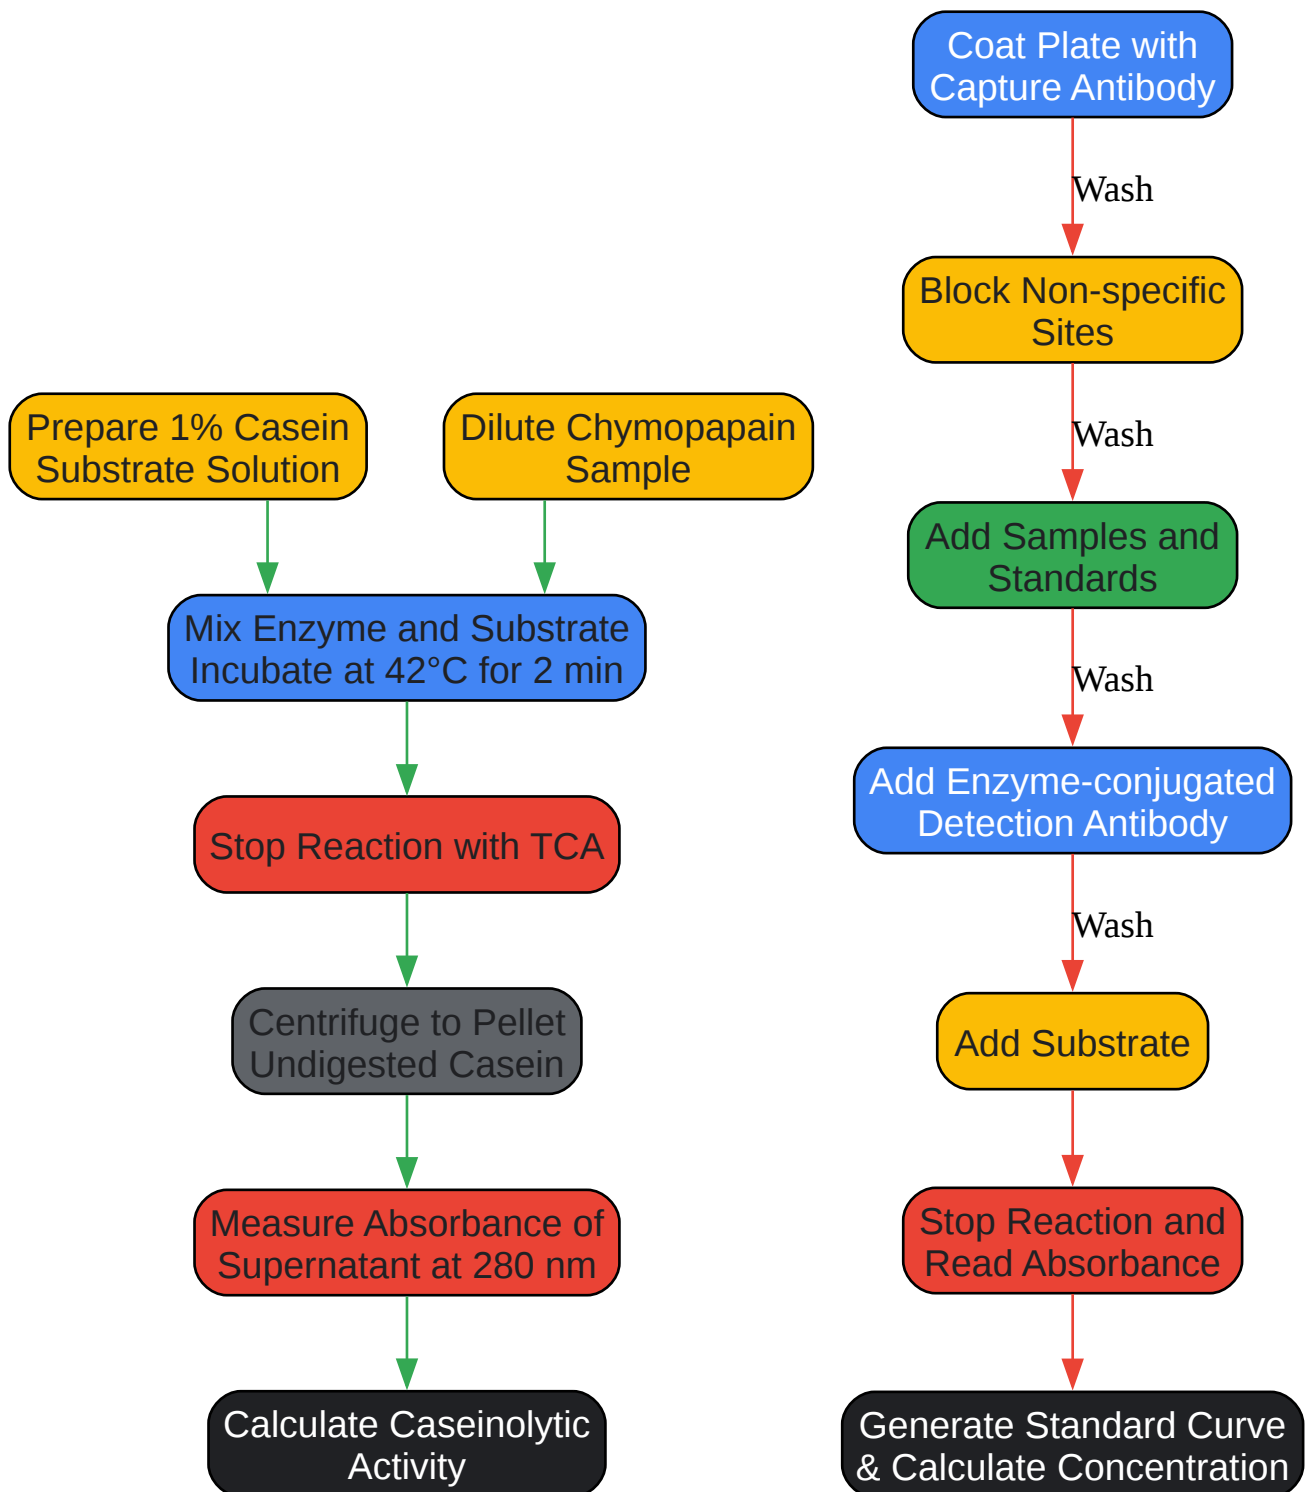 Prepare 1% Casein
Substrate Solution
Dilute Chymopapain
Sample
Mix Enzyme and Substrate
Incubate at 42°C for 2 min
Stop Reaction with TCA
Centrifuge to Pellet
Undigested Casein
Measure Absorbance of
Supernatant at 280 nm
Calculate Caseinolytic
Activity
Coat Plate with
Capture Antibody
Wash
Block Non-specific
Sites
Wash
Add Samples and
Standards
Wash
Add Enzyme-conjugated
Detection Antibody
Wash
Add Substrate
Stop Reaction and
Read Absorbance
Generate Standard Curve
& Calculate Concentration